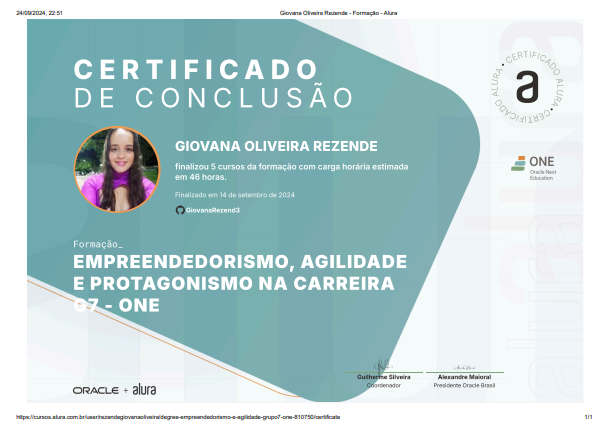 24/09/2024, 22:51
Giovana Oliveira Rezende - Formação - Alura
CERTIFICADO
DE CONCLUSÃO
CERTIFICADO ALURA • CERTIFICADO ALURA •
a
ONE
Oracle Next
Education
GIOVANA OLIVEIRA REZENDE
finalizou 5 cursos da formação com carga horária estimada
em 46 horas.
Finalizado em 14 de setembro de 2024
GiovanaRezend3
Formação_
EMPREENDEDORISMO, AGILIDADE
E PROTAGONISMO NA CARREIRA
G7 - ONE
ORACLE + alura
Guilherme Silveira
Coordenador
Alexandre Maioral
Presidente Oracle Brasil
https://cursos.alura.com.br/user/rezendegiovanaoliveira/degree-empreendedorismo-e-agilidade-grupo7-one-810750/certificate
1/1